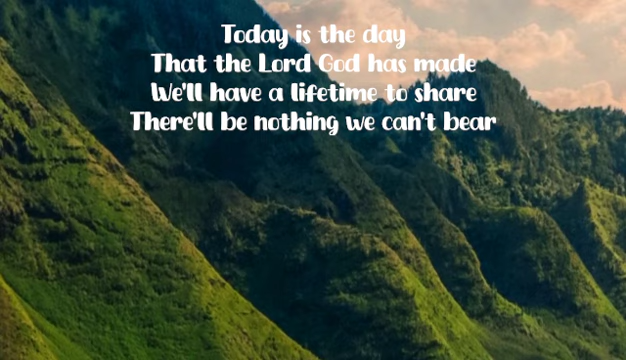 Today is the day
That the Lord God has made
We'll have a lifetime to share
There'll be nothing we can't bear